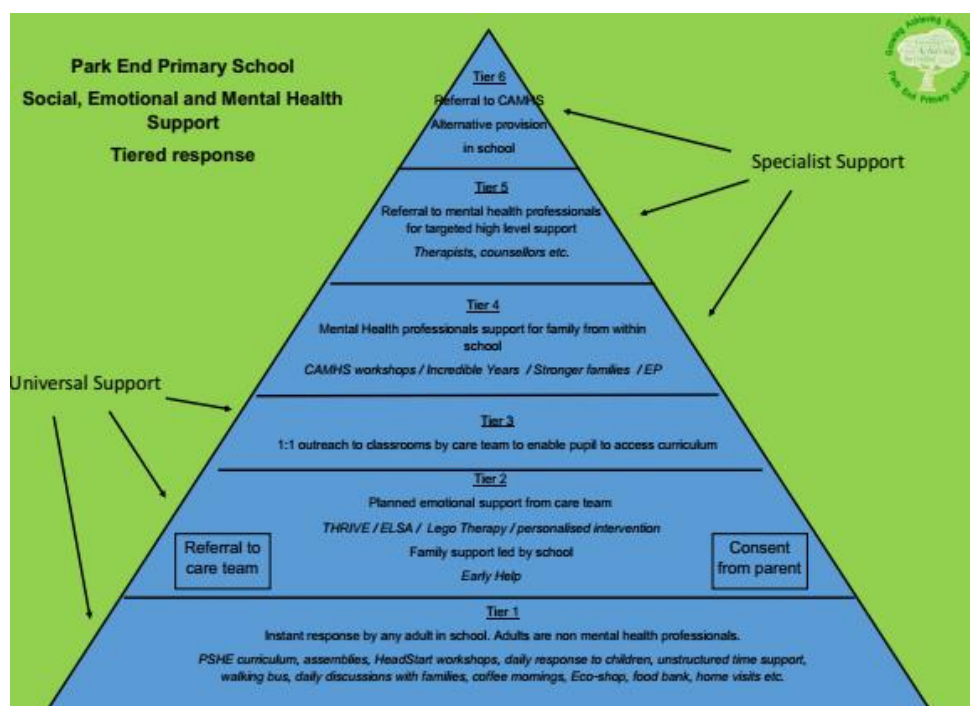 Park End Primary School
Social, Emotional and Mental Health
Support
Tiered response
Growing Achieving Succeeding
Park End Primary School
Tier 6
Referral to CAMHS
Alternative provision
in school
Specialist Support
Tier 5
Referral to mental health professionals
for targeted high level support
Therapists, counsellors etc.
Tier 4
Mental Health professionals support for family from within
school
CAMHS workshops / Incredible Years / Stronger families / EP
Universal Support
Tier 3
1:1 outreach to classrooms by care team to enable pupil to access curriculum
Tier 2
Planned emotional support from care team
THRIVE / ELSA / Lego Therapy / personalised intervention
Family support led by school
Early Help
Referral to
care team
Consent
from parent
Tier 1
Instant response by any adult in school. Adults are non mental health professionals.
PSHE curriculum, assemblies, HeadStart workshops, daily response to children, unstructured time support,
walking bus, daily discussions with families, coffee mornings, Eco-shop, food bank, home visits etc.